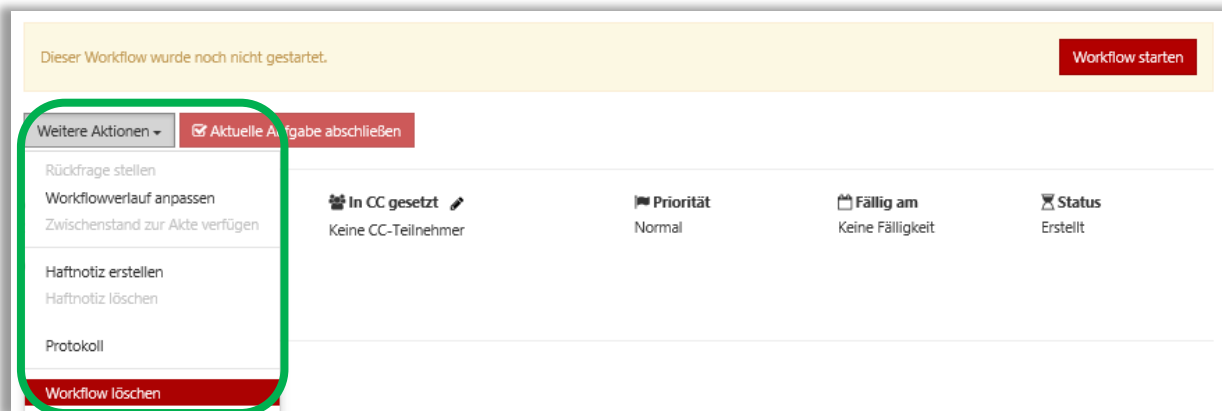 Dieser Workflow wurde noch nicht gestartet.
Workflow starten
Weitere Aktionen
Aktuelle Aufgabe abschließen
Rückfrage stellen
Workflowverlauf anpassen
Zwischenstand zur Akte verfügen
Haftnotiz erstellen
Haftnotiz löschen
Protokoll
Workflow löschen
In CC gesetzt
Keine CC-Teilnehmer
Priorität
Normal
Fällig am
Keine Fälligkeit
Status
Erstellt